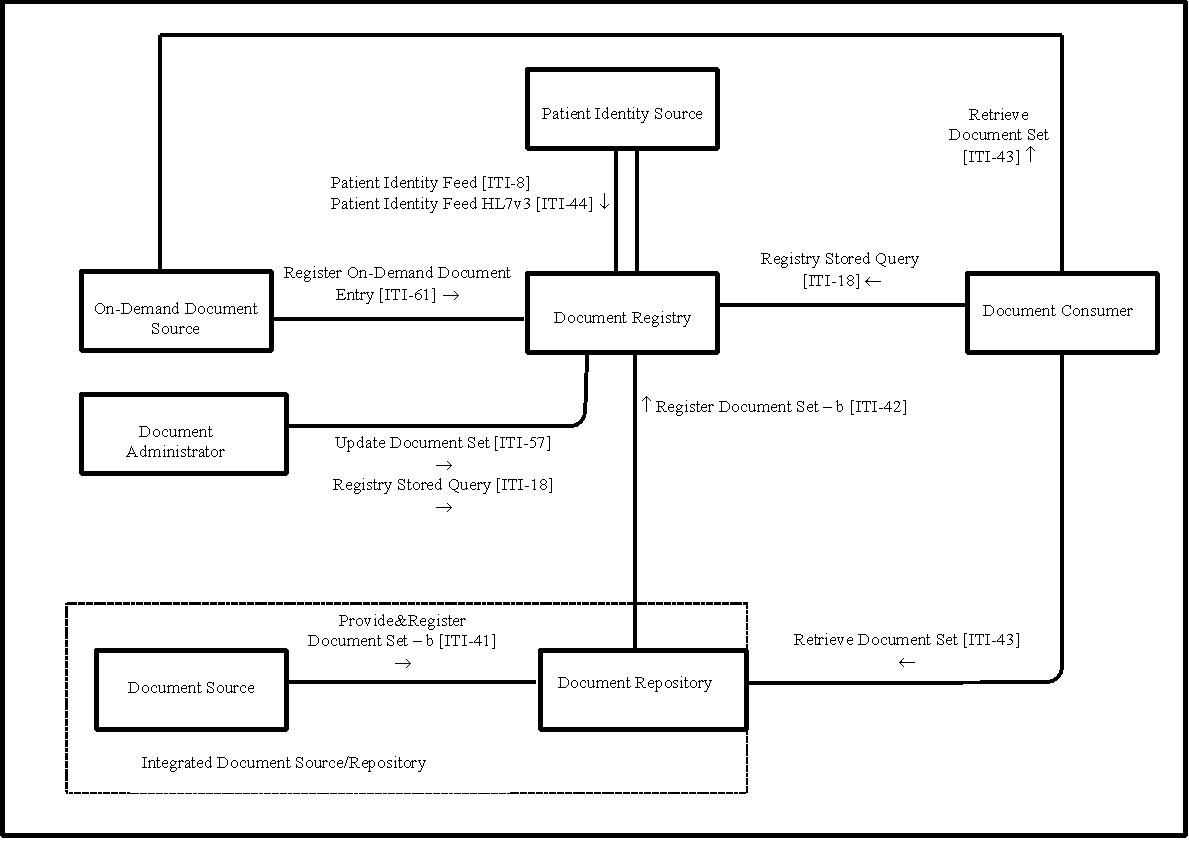 Patient Identity Source
Retrieve
Document Set
[ITI-43] ↑
Patient Identity Feed [ITI-8]
Patient Identity Feed HL7v3 [ITI-44] ↓
Register On-Demand Document
Entry [ITI-61] →
Registry Stored Query
[ITI-18] ←
On-Demand Document
Source
Document Registry
Document Consumer
↑ Register Document Set – b [ITI-42]
Document
Administrator
Update Document Set [ITI-57]
→
Registry Stored Query [ITI-18]
→
Provide&Register
Document Set – b [ITI-41]
→
Retrieve Document Set [ITI-43]
←
Document Source
Document Repository
Integrated Document Source/Repository